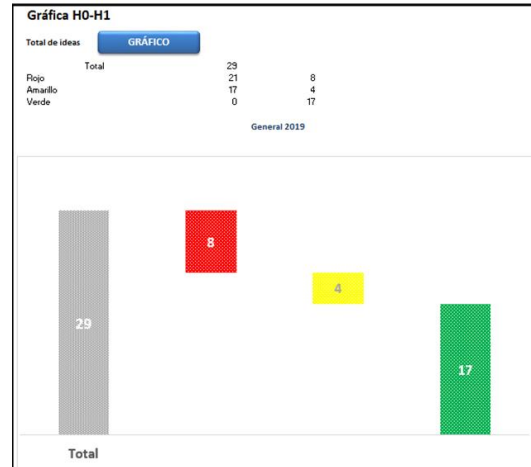 Gráfica H0-H1
Total de ideas GRÁFICO
Total 29
Rojo 21 8
Amarillo 17 4
Verde 0 17
General 2019
8
4
29
17
Total